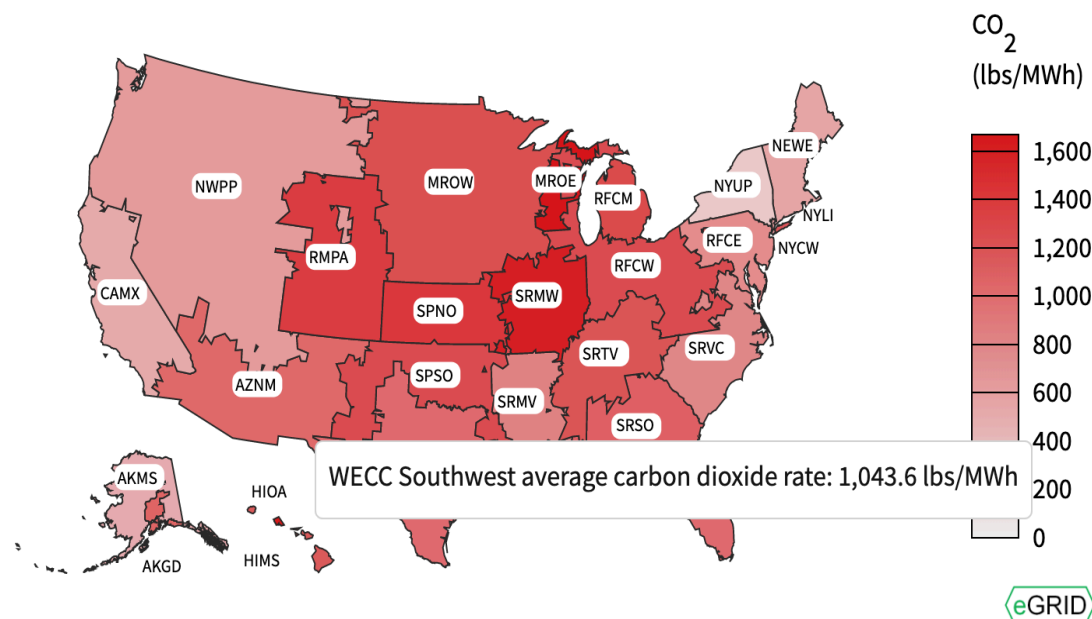 CO2
(lbs/MWh)
1,600
1,400
1,200
1,000
800
600
400
200
0
NEWE
NWPP
MROW
MROE
RFCM
NYUP
NYLI
RFCE
NYCW
RMPA
RFCW
CAMX
SRMW
SPNO
SRTV
SRVC
AZNM
SPSO
SRMV
SRSO
WECC Southwest average carbon dioxide rate: 1,043.6 lbs/MWh
AKMS
HIOA
HIMS
AKGD
eGRID